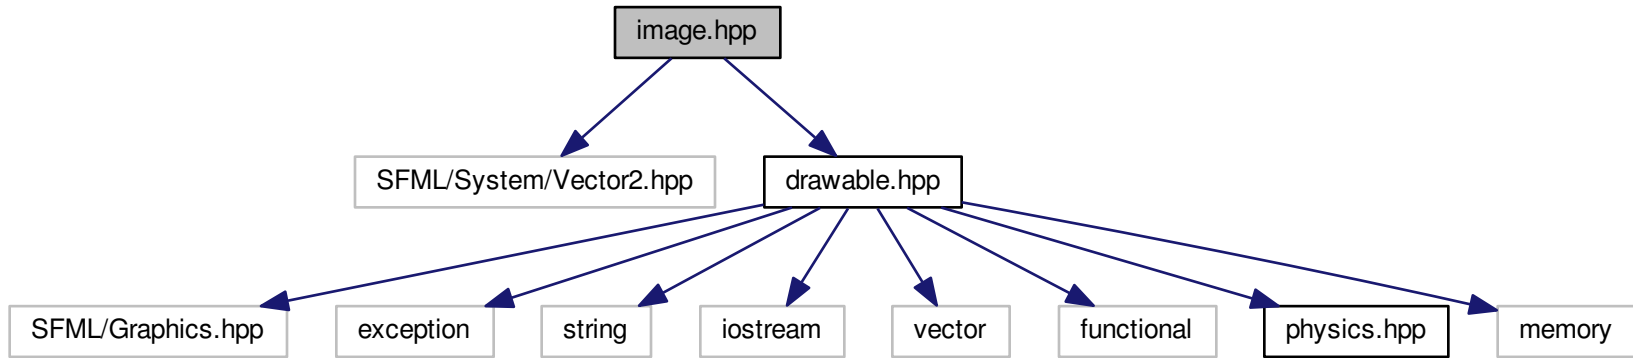 image.hpp
SFML/System/Vector2.hpp
drawable.hpp
SFML/Graphics.hpp
exception
string
iostream
vector
functional
physics.hpp
memory